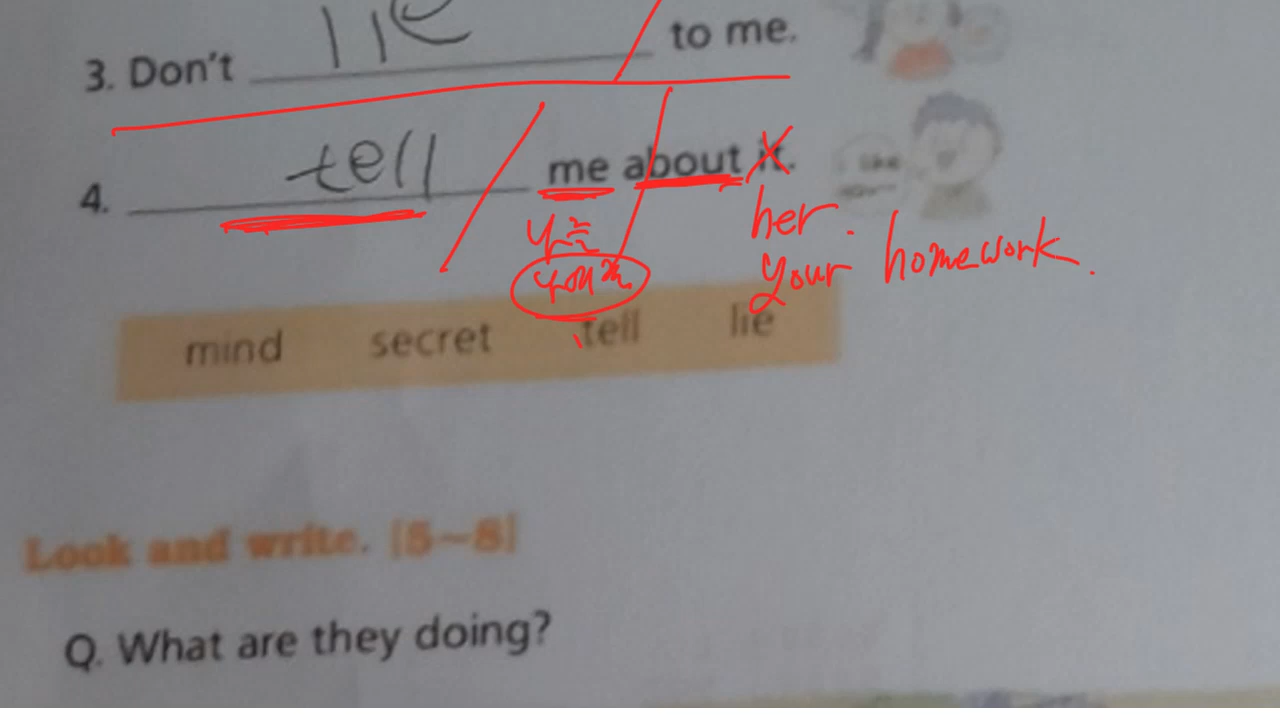 3. Don't lie to me.
4. tell me about it.
her.
your homework.
mind secret tell lie
Look and write. [5~8]
Q. What are they doing?